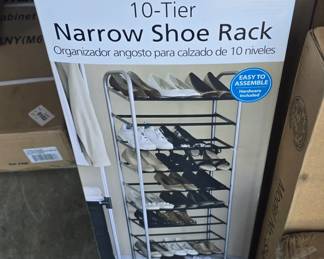 10-Tier
Narrow Shoe Rack
Organizador angosto para calzado de 10 niveles
EASY TO
ASSEMBLE
Hardware
Included